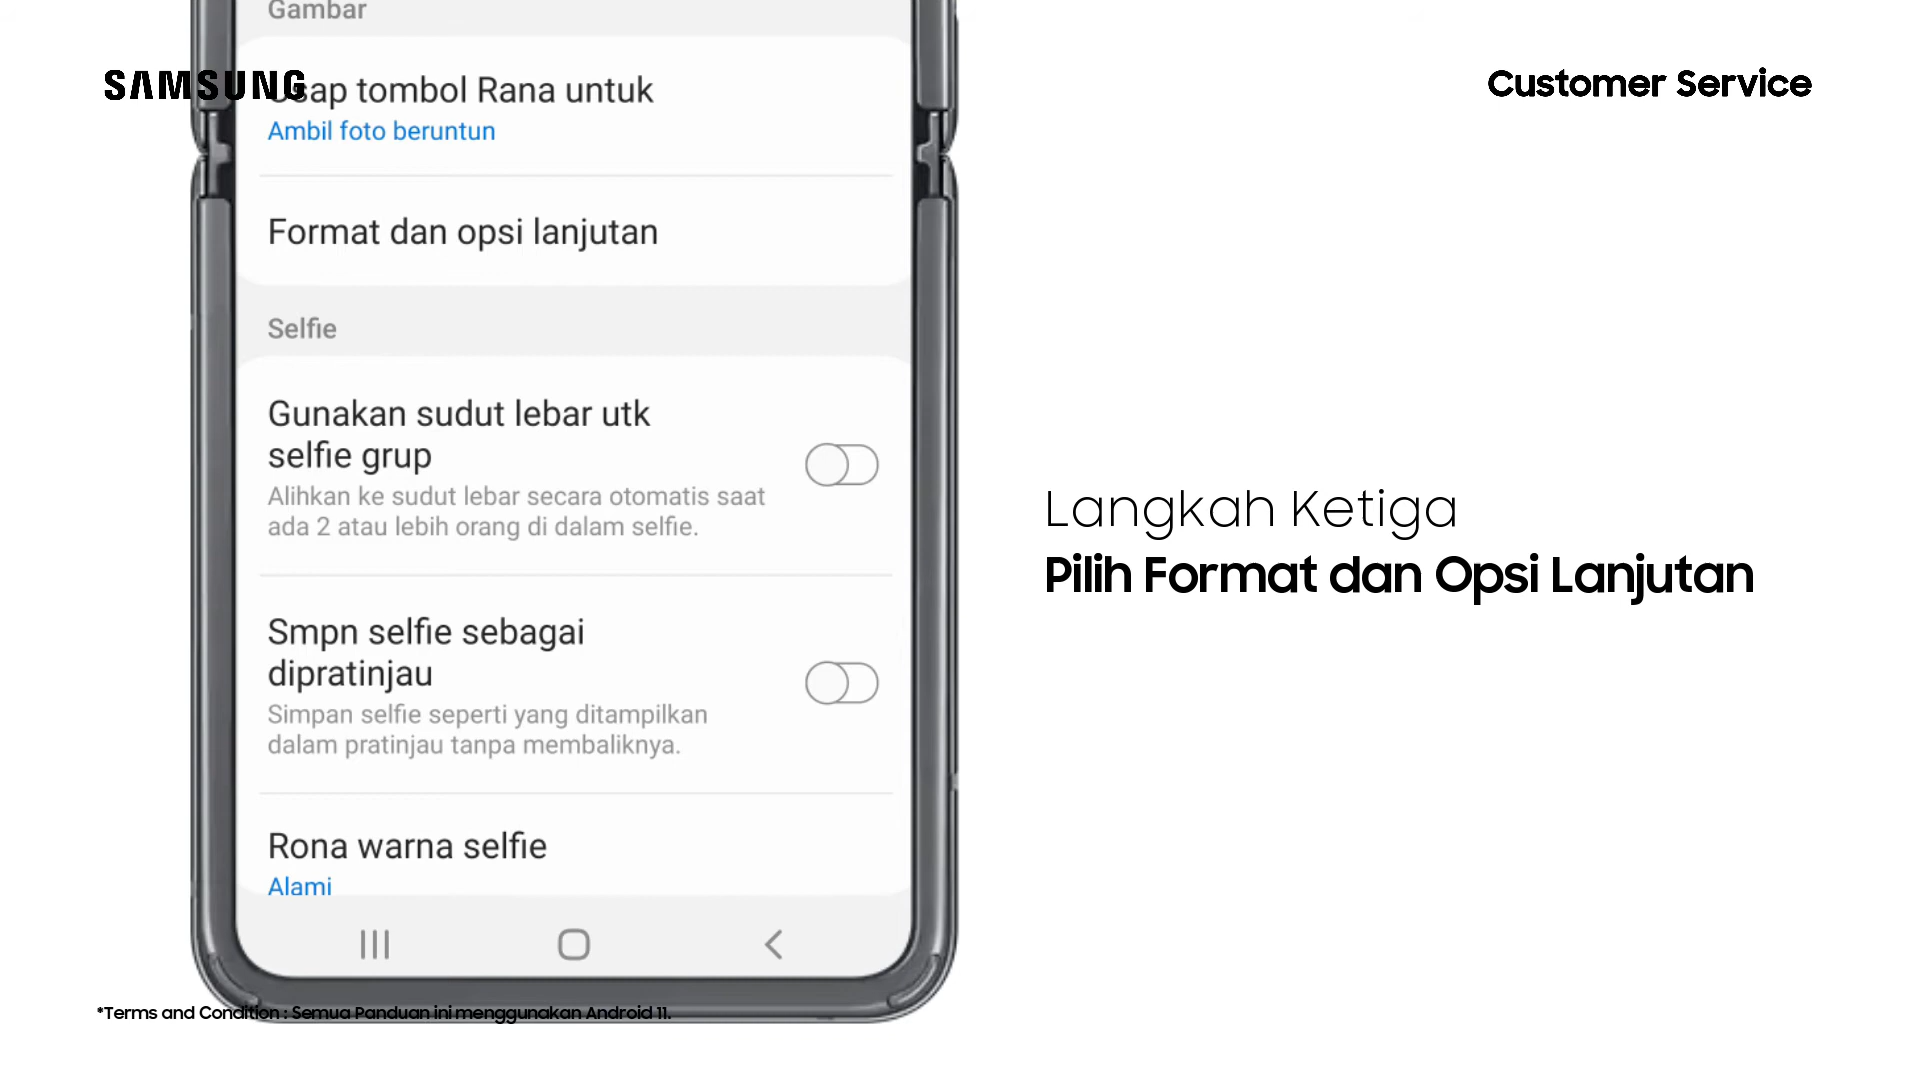 Gambar
SAMSUNG
Customer Service
Usap tombol Rana untuk
Ambil foto beruntun
Format dan opsi lanjutan
Selfie
Gunakan sudut lebar utk
selfie grup
Alihkan ke sudut lebar secara otomatis saat
ada 2 atau lebih orang di dalam selfie.
Smpn selfie sebagai
dipratinjau
Simpan selfie seperti yang ditampilkan
dalam pratinjau tanpa membaliknya.
Rona warna selfie
Alami
Langkah Ketiga
Pilih Format dan Opsi Lanjutan
*Terms and Condition : Semua Panduan ini menggunakan Android 11.